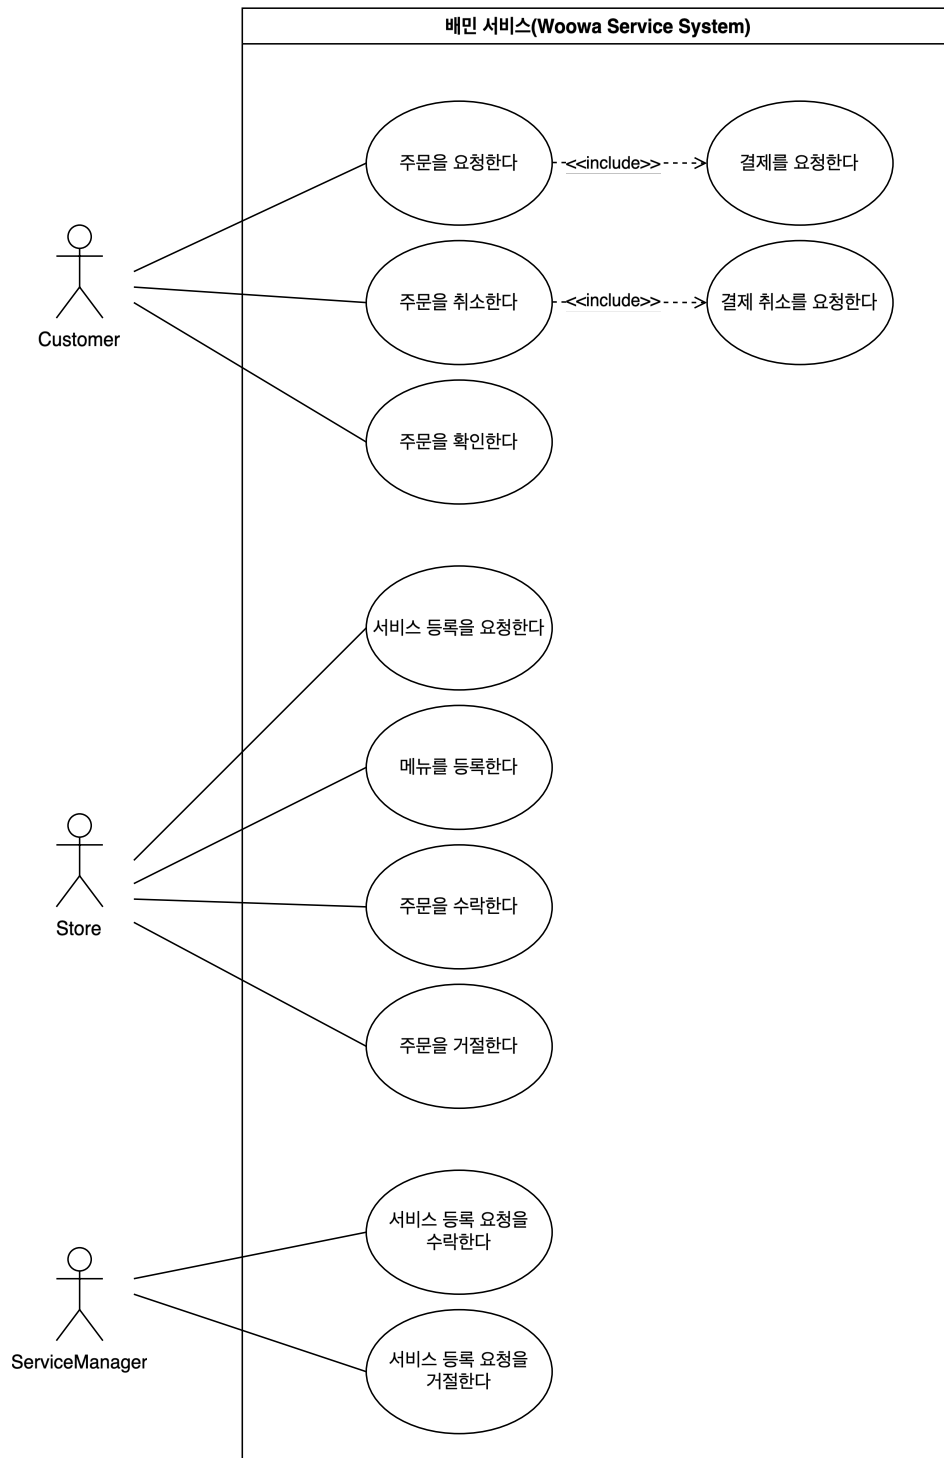 배민 서비스(Woowa Service System)
주문을 요청한다
<<include>>
결제를 요청한다
주문을 취소한다
<<include>>
결제 취소를 요청한다
Customer
주문을 확인한다
서비스 등록을 요청한다
메뉴를 등록한다
주문을 수락한다
Store
주문을 거절한다
서비스 등록 요청을
수락한다
ServiceManager
서비스 등록 요청을
거절한다